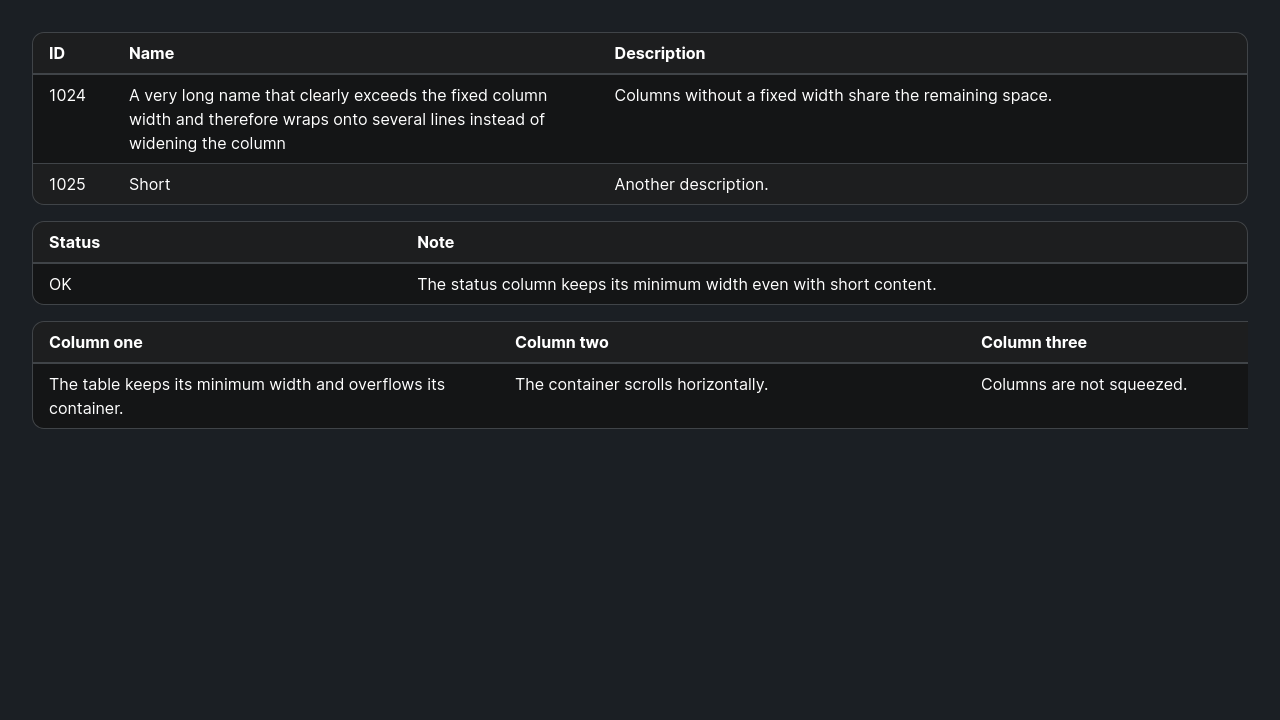 ID Name Description
1024 A very long name that clearly exceeds the fixed column Columns without a fixed width share the remaining space.
width and therefore wraps onto several lines instead of
widening the column
1025 Short Another description.
Status Note
OK The status column keeps its minimum width even with short content.
Column one Column two Column three
The table keeps its minimum width and overflows its The container scrolls horizontally. Columns are not squeezed.
container.